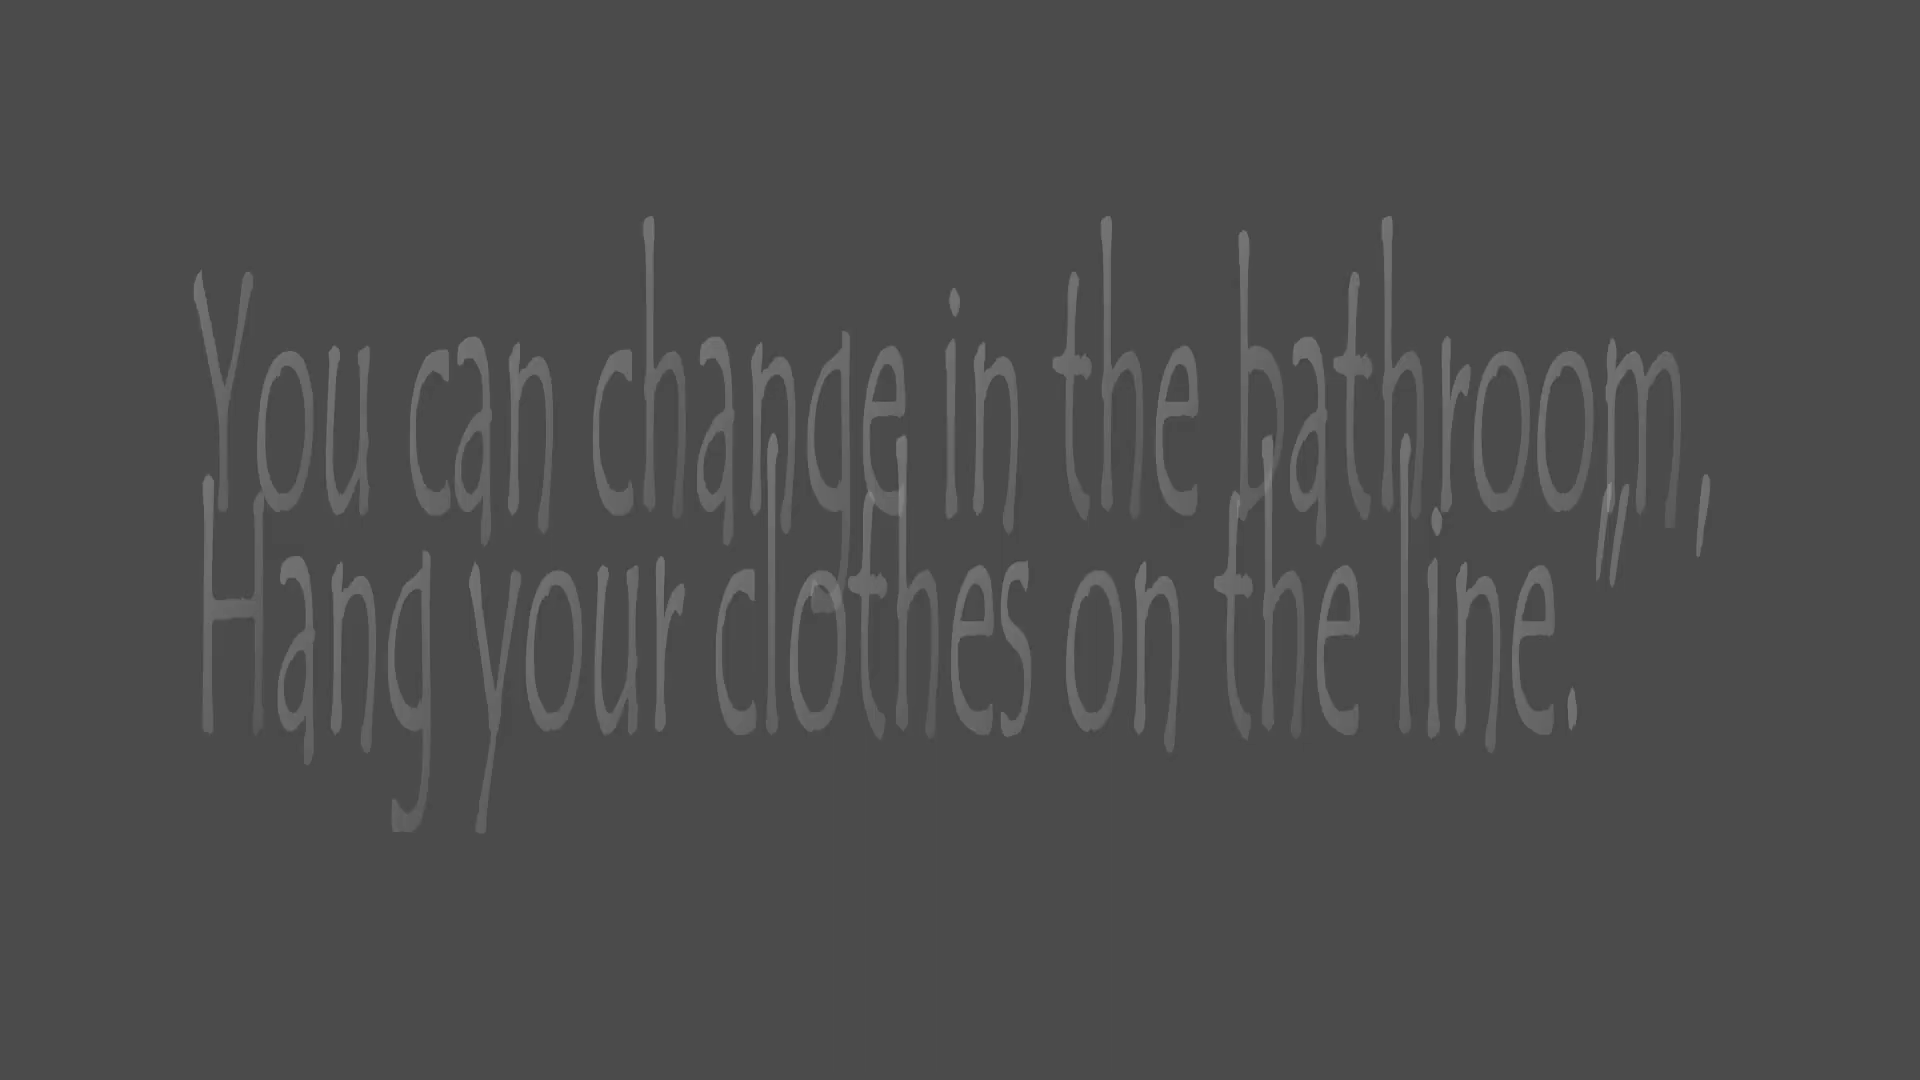 You can change in the bathroom,
Hang your clothes on the line.”